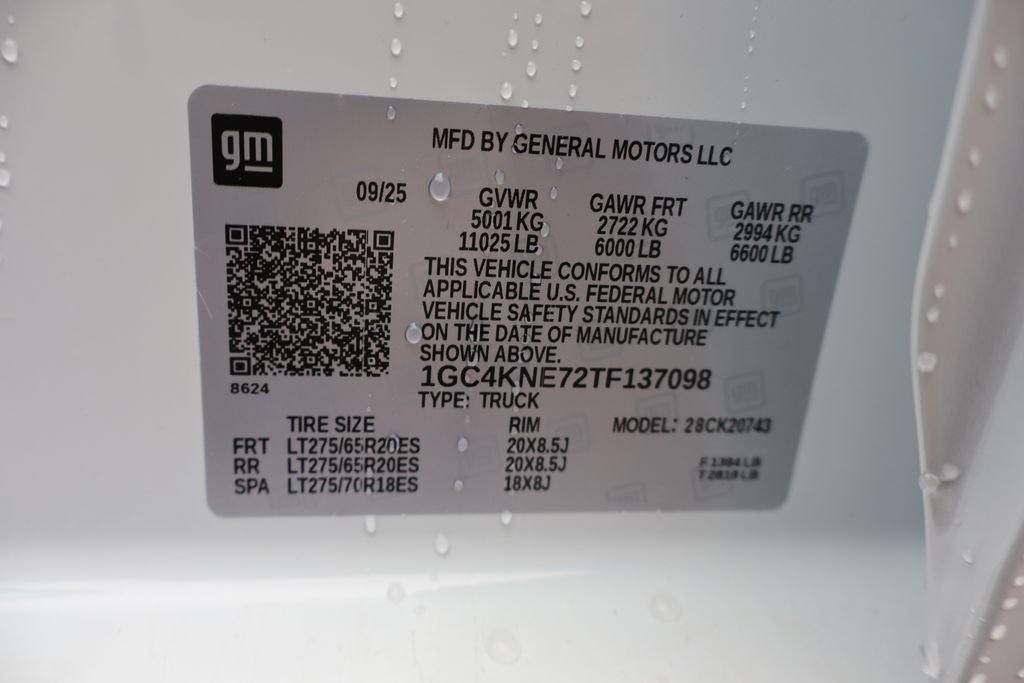 gm
MFD BY GENERAL MOTORS LLC
09/25
GVWR
5001 KG
11025 LB
GAWR FRT
2722 KG
6000 LB
GAWR RR
2994 KG
6600 LB
THIS VEHICLE CONFORMS TO ALL
APPLICABLE U.S. FEDERAL MOTOR
VEHICLE SAFETY STANDARDS IN EFFECT
ON THE DATE OF MANUFACTURE
SHOWN ABOVE.
8624
1GC4KNE72TF137098
TYPE: TRUCK
TIRE SIZE RIM MODEL: 28CK20743
FRT LT275/65R20ES 20X8.5J
RR LT275/65R20ES 20X8.5J
SPA LT275/70R18ES 18X8J